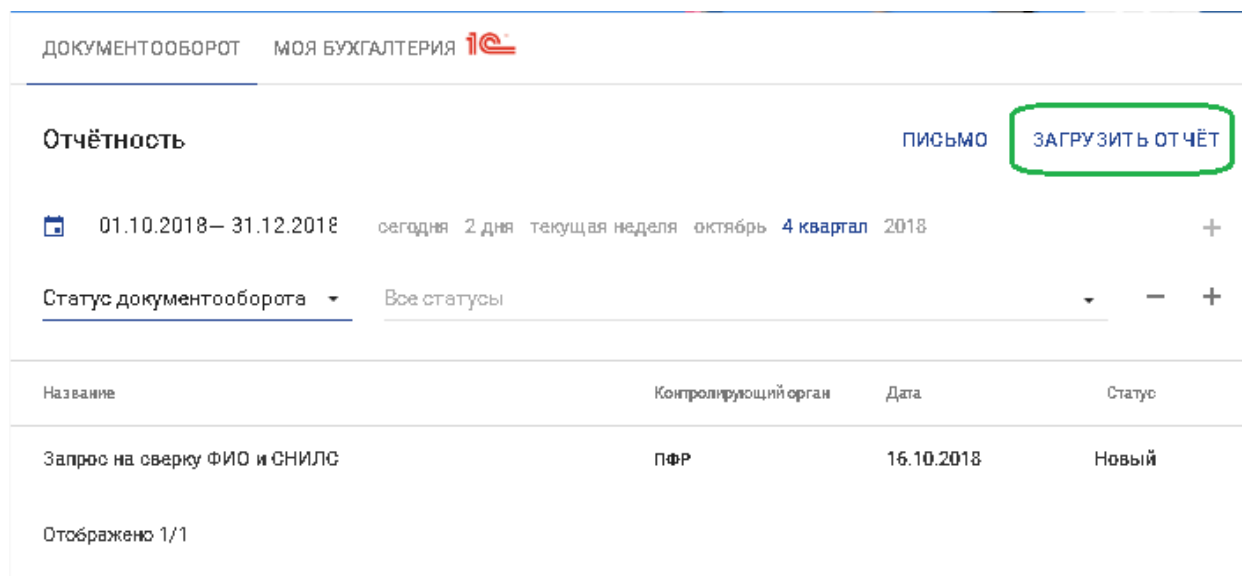 ДОКУМЕНТООБОРОТ МОЯ БУХГАЛТЕРИЯ 1С
Отчётность ПИСЬМО ЗАГРУЗИТЬ ОТЧЁТ
01.10.2018— 31.12.2018 сегодня 2 дня текущая неделя октябрь 4 квартал 2018 +
Статус документооборота Все статусы − +
Название Контролирующий орган Дата Статус
Запрос на сверку ФИО и СНИЛС ПФР 16.10.2018 Новый
Отображено 1/1